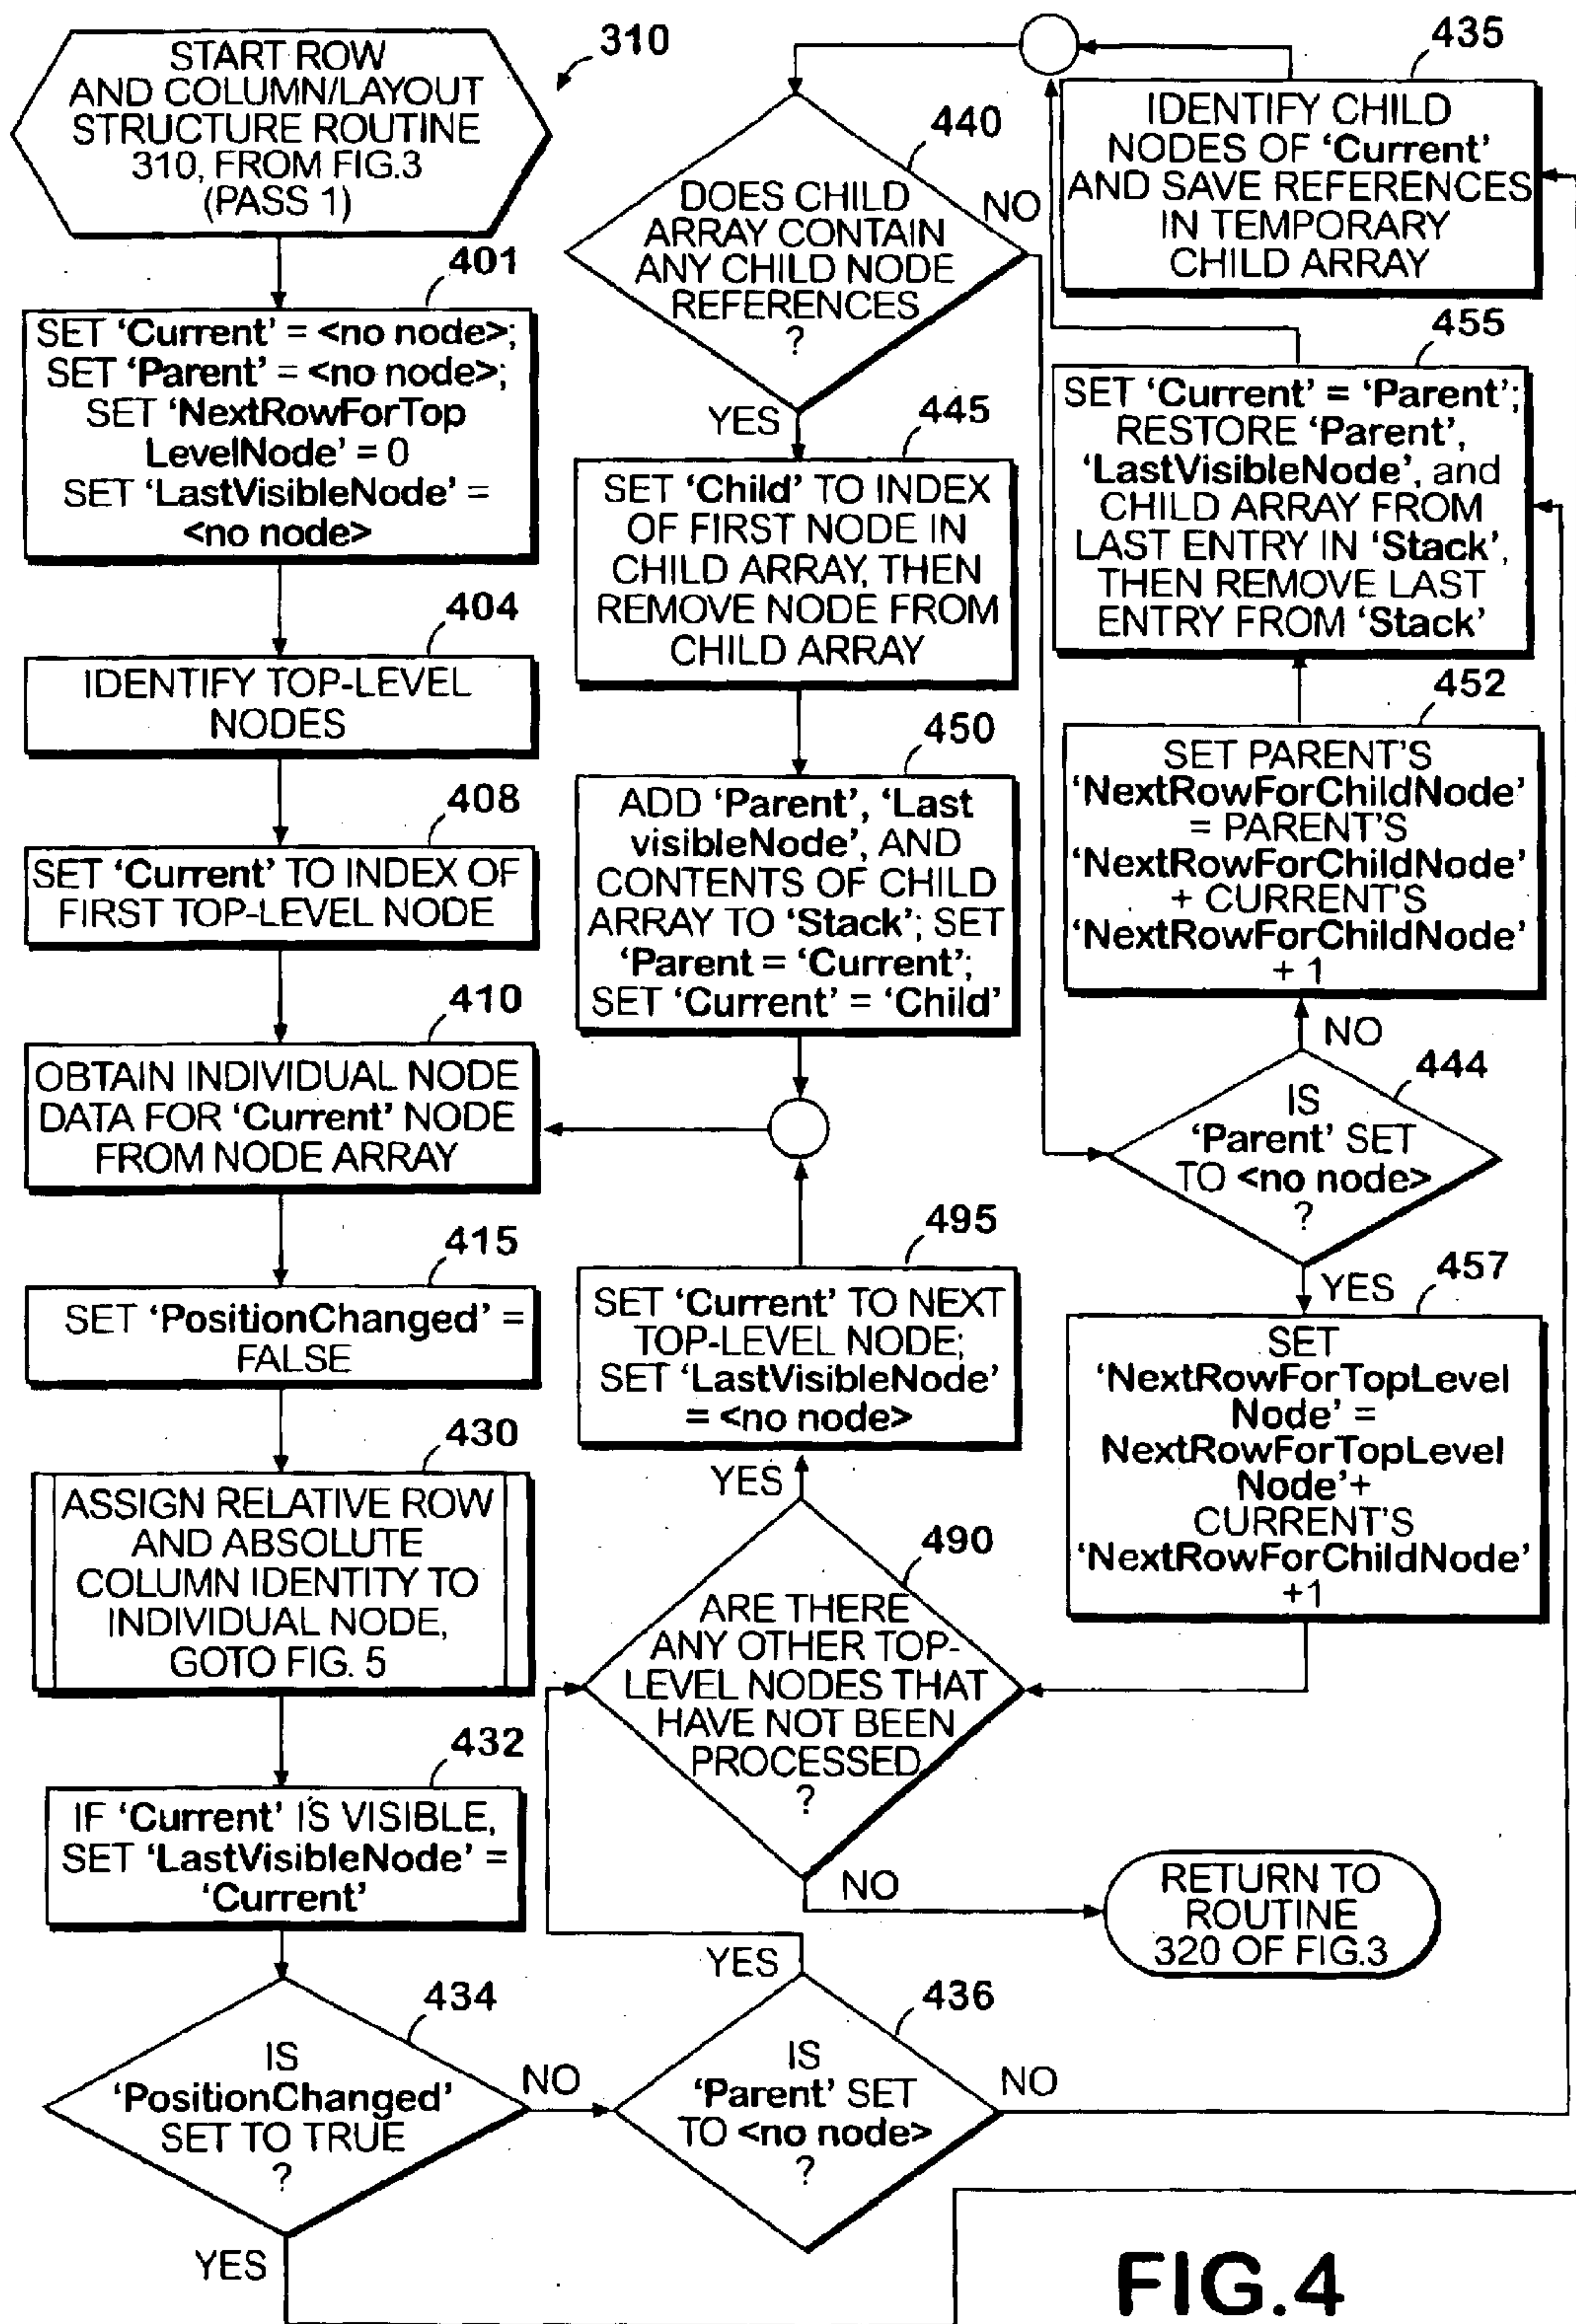 START ROW
AND COLUMN/LAYOUT
STRUCTURE ROUTINE
310, FROM FIG.3
(PASS 1)
310
401
SET 'Current' = <no node>;
SET 'Parent' = <no node>;
SET 'NextRowForTop
LevelNode' = 0
SET 'LastVisibleNode' =
<no node>
404
IDENTIFY TOP-LEVEL
NODES
408
SET 'Current' TO INDEX OF
FIRST TOP-LEVEL NODE
410
OBTAIN INDIVIDUAL NODE
DATA FOR 'Current' NODE
FROM NODE ARRAY
415
SET 'PositionChanged' =
FALSE
430
ASSIGN RELATIVE ROW
AND ABSOLUTE
COLUMN IDENTITY TO
INDIVIDUAL NODE,
GOTO FIG. 5
432
IF 'Current' IS VISIBLE,
SET 'LastVisibleNode' =
'Current'
434
IS
'PositionChanged'
SET TO TRUE
?
NO
YES
436
IS
'Parent' SET
TO <no node>
?
YES
NO
440
DOES CHILD
ARRAY CONTAIN
ANY CHILD NODE
REFERENCES
?
NO
YES
445
SET 'Child' TO INDEX
OF FIRST NODE IN
CHILD ARRAY, THEN
REMOVE NODE FROM
CHILD ARRAY
450
ADD 'Parent', 'Last
visibleNode', AND
CONTENTS OF CHILD
ARRAY TO 'Stack'; SET
'Parent = 'Current';
SET 'Current' = 'Child'
495
SET 'Current' TO NEXT
TOP-LEVEL NODE;
SET 'LastVisibleNode'
= <no node>
YES
490
ARE THERE
ANY OTHER TOP-
LEVEL NODES THAT
HAVE NOT BEEN
PROCESSED
?
NO
RETURN TO
ROUTINE
320 OF FIG.3
435
IDENTIFY CHILD
NODES OF 'Current'
AND SAVE REFERENCES
IN TEMPORARY
CHILD ARRAY
455
SET 'Current' = 'Parent';
RESTORE 'Parent',
'LastVisibleNode', and
CHILD ARRAY FROM
LAST ENTRY IN 'Stack',
THEN REMOVE LAST
ENTRY FROM 'Stack'
452
SET PARENT'S
'NextRowForChildNode'
= PARENT'S
'NextRowForChildNode'
+ CURRENT'S
'NextRowForChildNode'
+ 1
NO
444
IS
'Parent' SET
TO <no node>
?
YES
457
SET
'NextRowForTopLevel
Node' =
NextRowForTopLevel
Node'+
CURRENT'S
'NextRowForChildNode'
+1
FIG.4